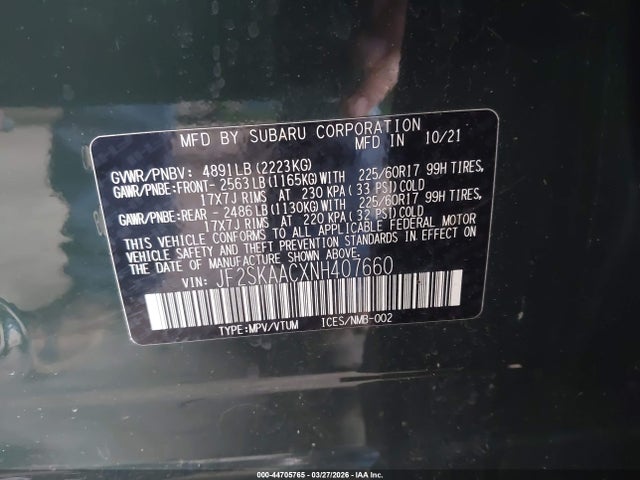 MFD BY SUBARU CORPORATION
MFD IN 10/21
GVWR/PNBV: 4891LB(2223KG)
GAWR/PNBE:FRONT- 2563LB(1165KG)WITH 225/60R17 99H TIRES,
17X7J RIMS AT 230 KPA(33 PSI)COLD
GAWR/PNBE:REAR - 2486LB(1130KG)WITH 225/60R17 99H TIRES,
17X7J RIMS AT 220 KPA(32 PSI)COLD
THIS VEHICLE CONFORMS TO ALL APPLICABLE FEDERAL MOTOR
VEHICLE SAFETY AND THEFT PREVENTION STANDARDS IN EFFECT ON THE
DATE OF MANUFACTURE SHOWN ABOVE.
VIN: JF2SKAACXNH407660
TYPE:MPV/VTUM ICES/NMB-002
000-44705765 - 03/27/2026 - IAA Inc.